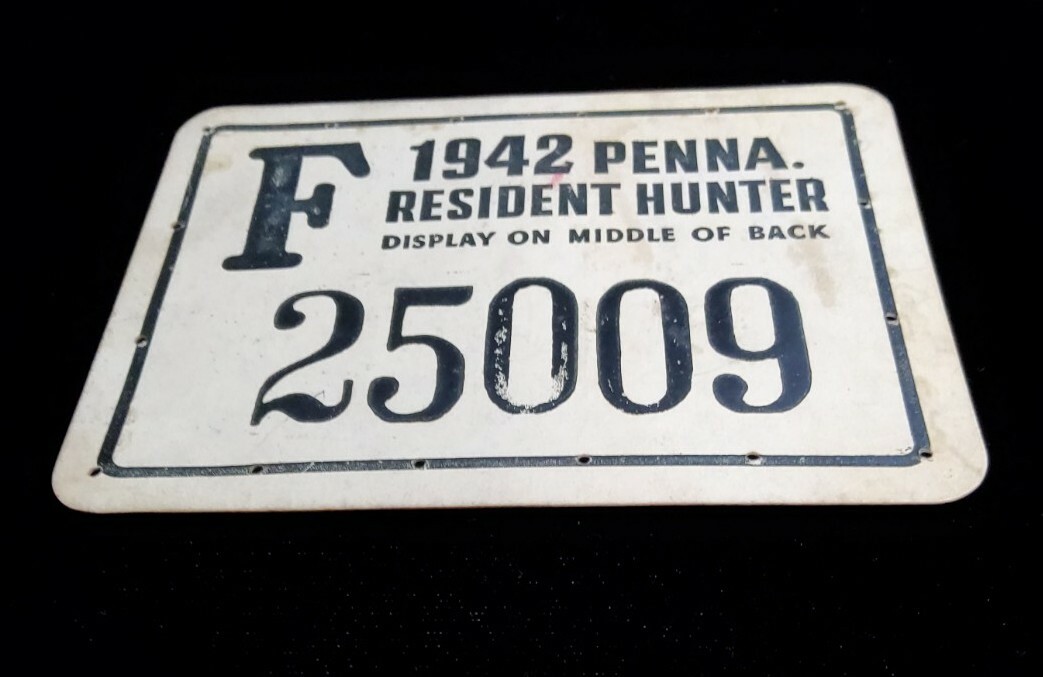 F 1942 PENNA.
RESIDENT HUNTER
DISPLAY ON MIDDLE OF BACK
25009